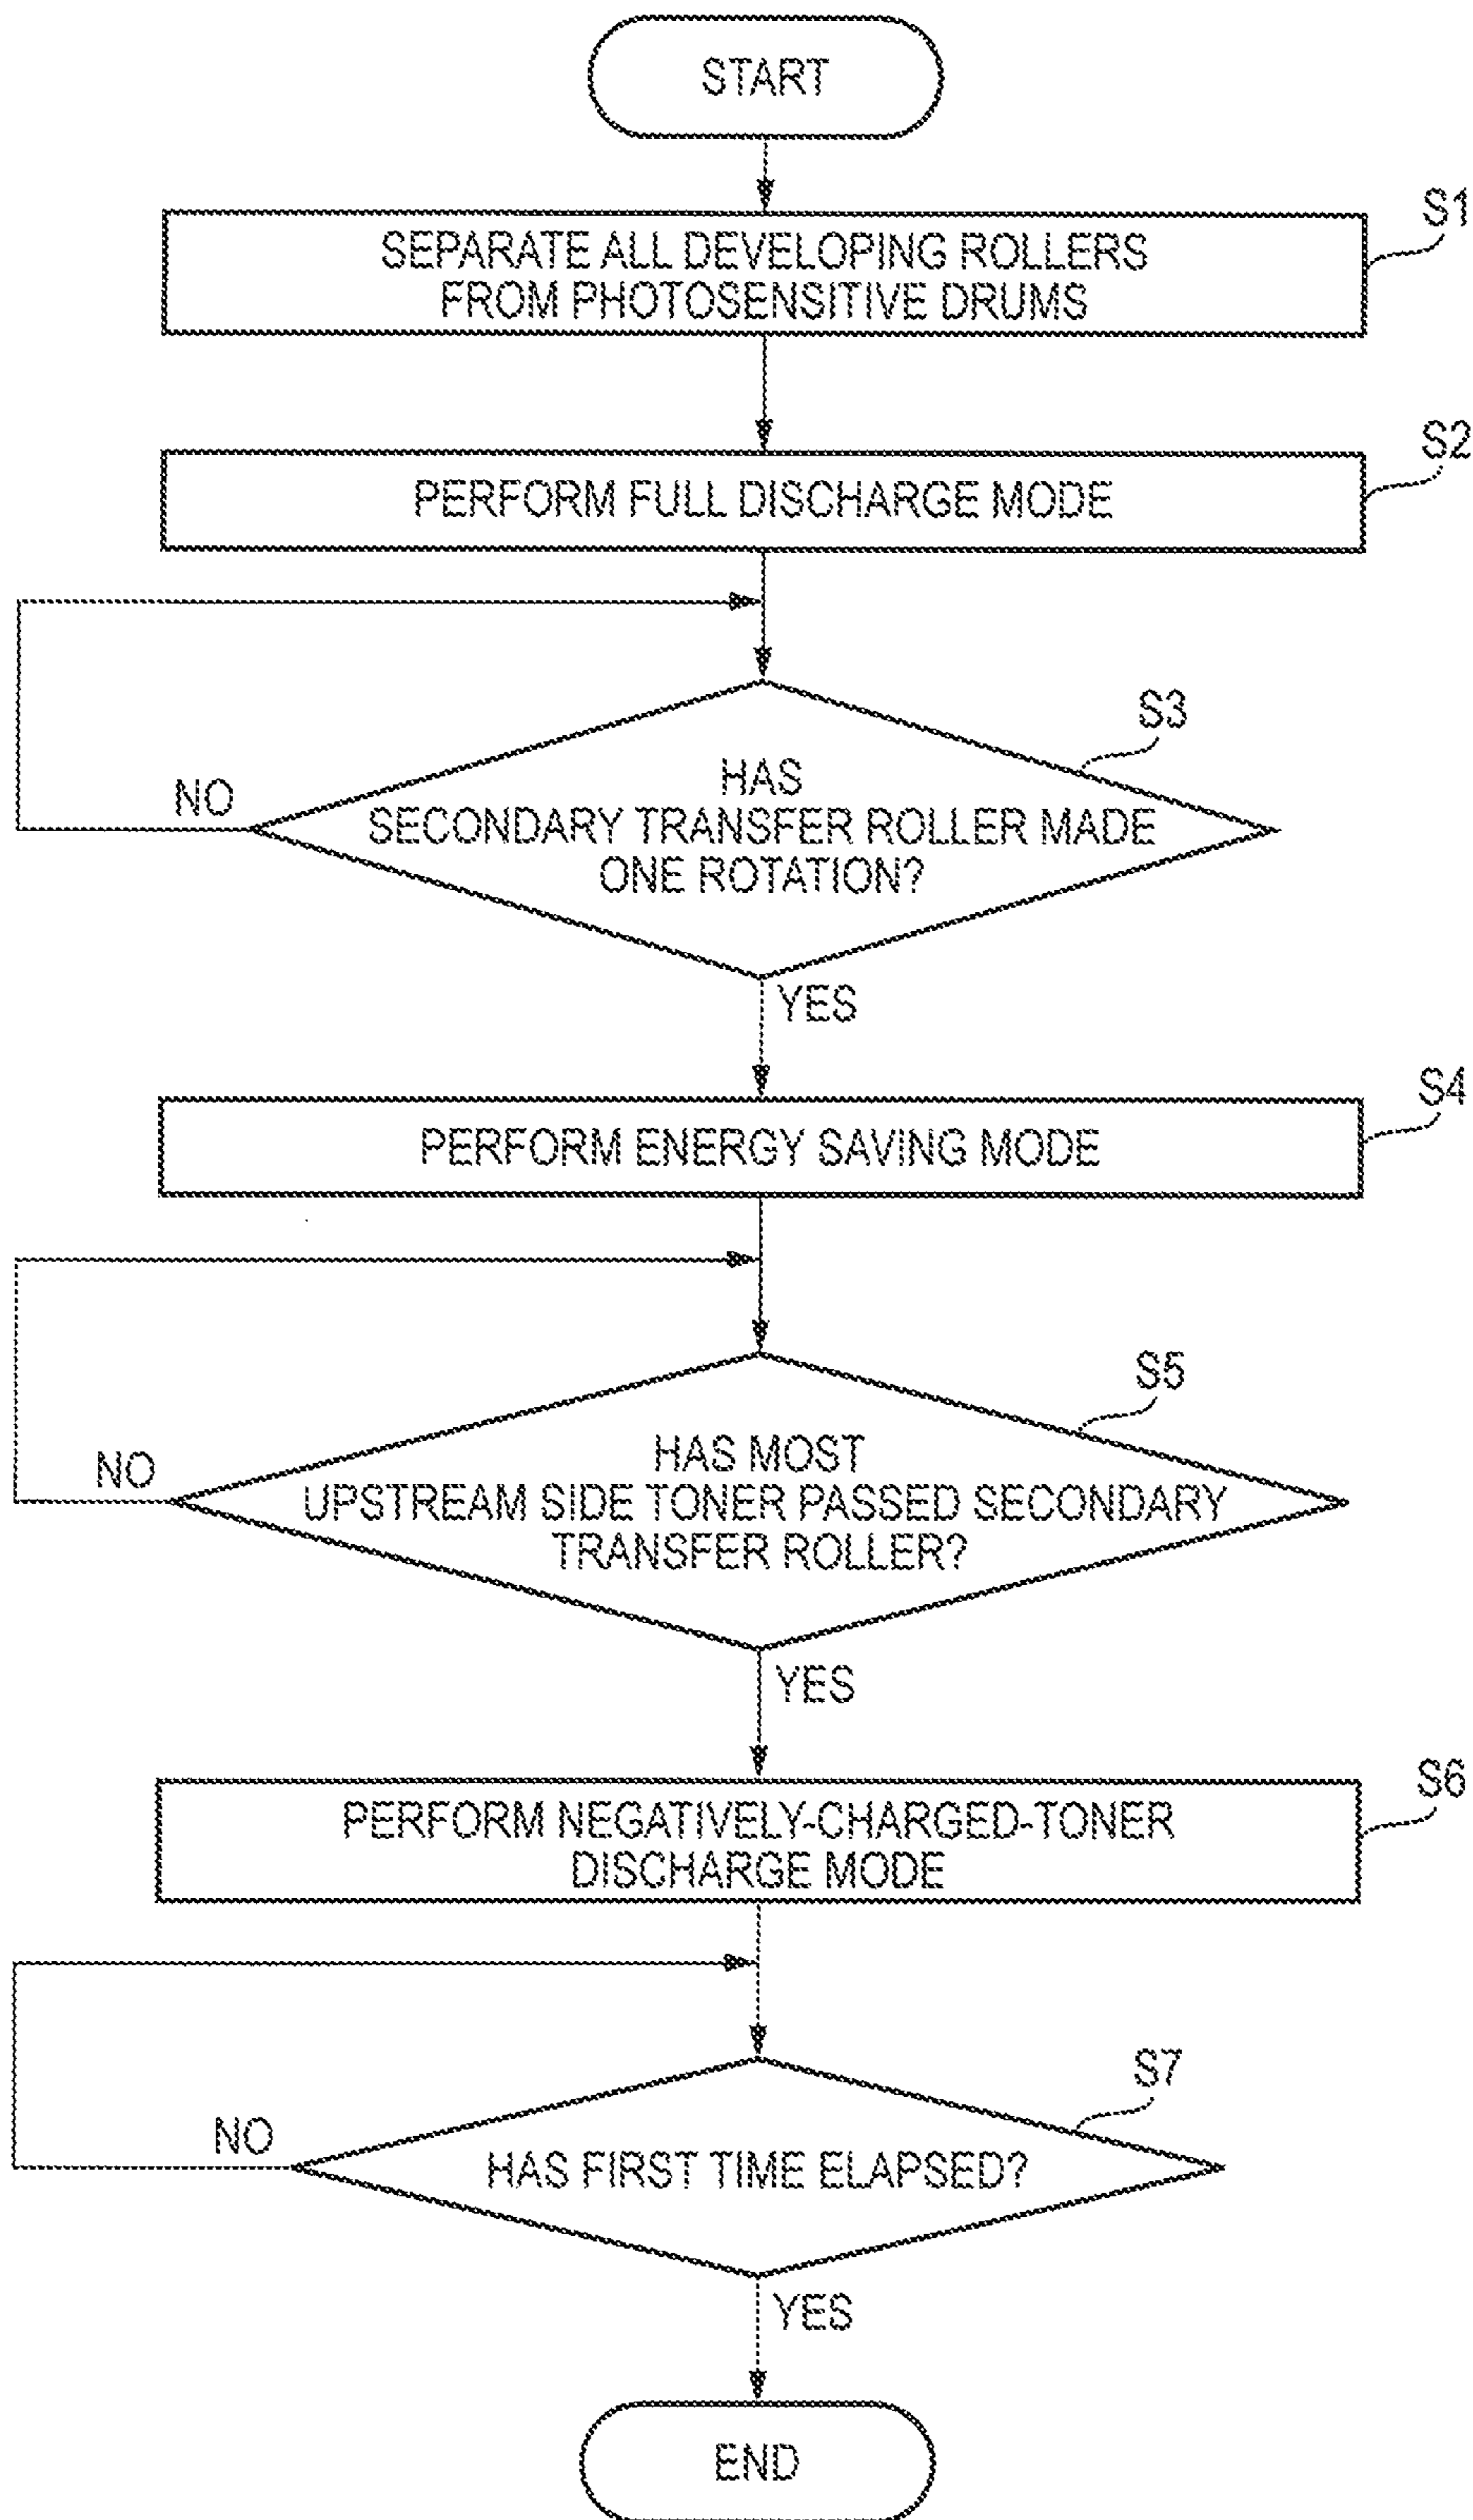 START
S1
SEPARATE ALL DEVELOPING ROLLERS
FROM PHOTOSENSITIVE DRUMS
S2
PERFORM FULL DISCHARGE MODE
S3
HAS
SECONDARY TRANSFER ROLLER MADE
ONE ROTATION?
NO
YES
S4
PERFORM ENERGY SAVING MODE
S5
HAS MOST
UPSTREAM SIDE TONER PASSED SECONDARY
TRANSFER ROLLER?
NO
YES
S6
PERFORM NEGATIVELY-CHARGED-TONER
DISCHARGE MODE
S7
HAS FIRST TIME ELAPSED?
NO
YES
END